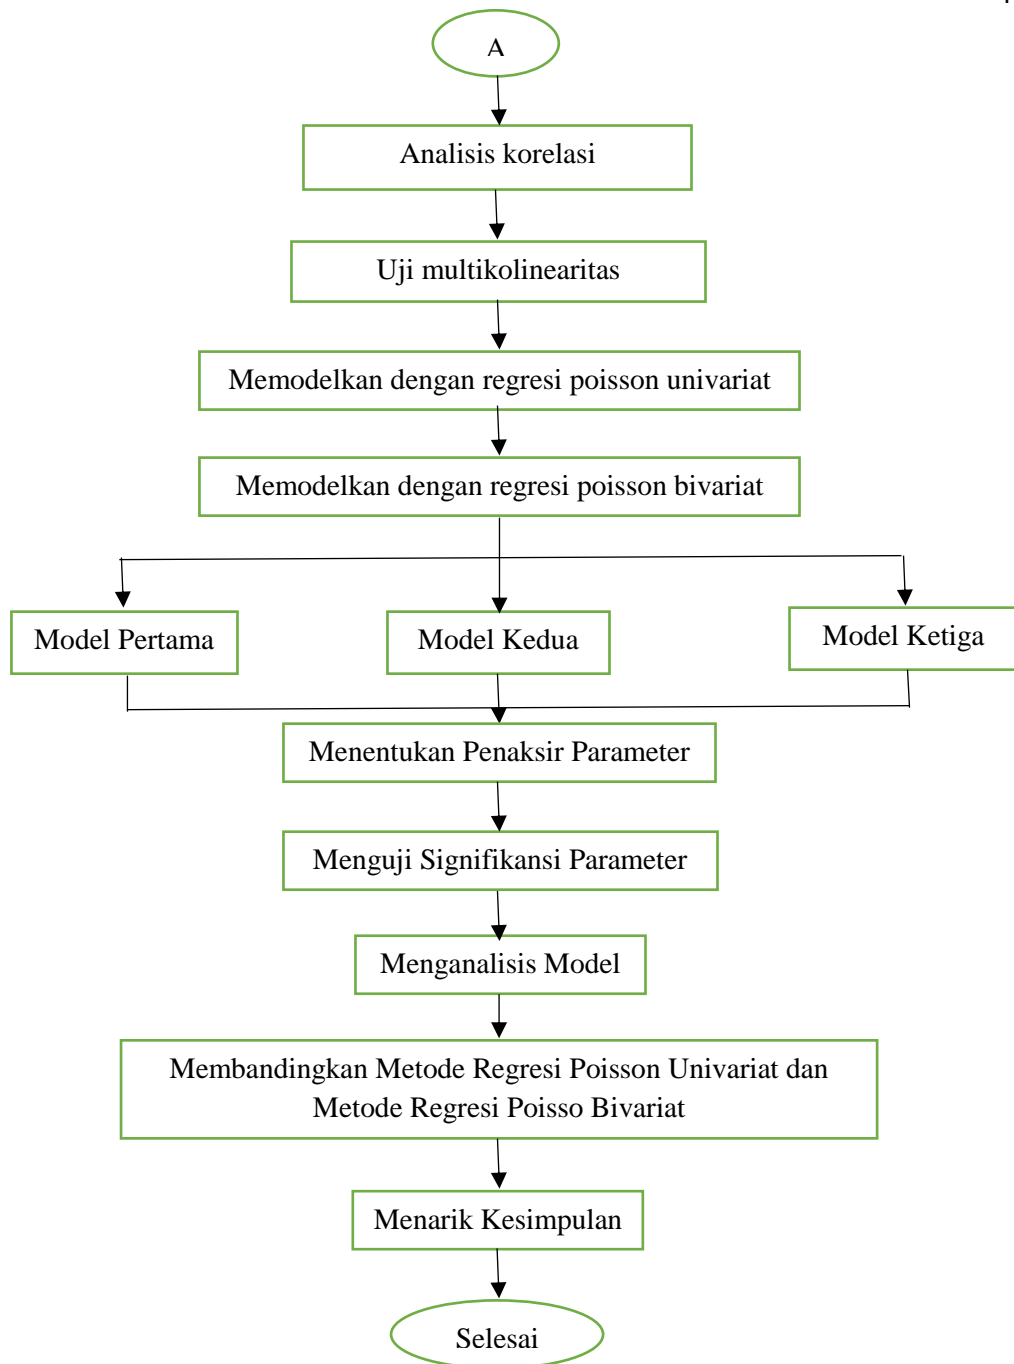 A
Analisis korelasi
Uji multikolinearitas
Memodelkan dengan regresi poisson univariat
Memodelkan dengan regresi poisson bivariat
Model Pertama
Model Kedua
Model Ketiga
Menentukan Penaksir Parameter
Menguji Signifikansi Parameter
Menganalisis Model
Membandingkan Metode Regresi Poisson Univariat dan
Metode Regresi Poisso Bivariat
Menarik Kesimpulan
Selesai